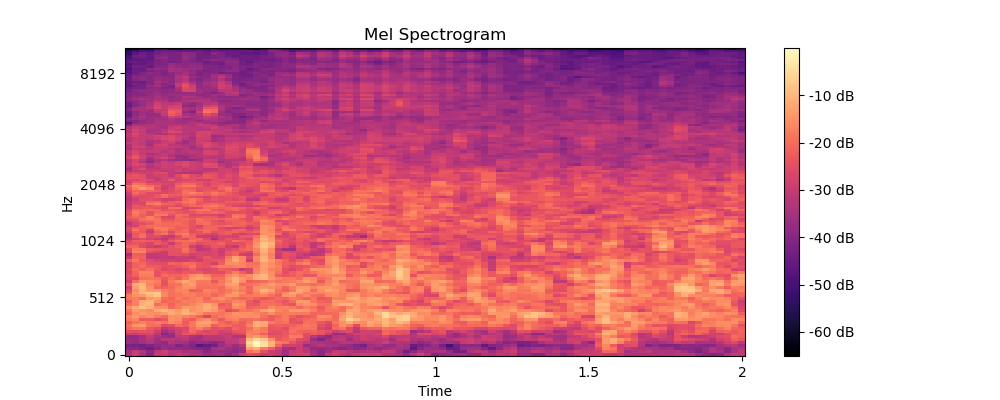 Mel Spectrogram
8192
4096
2048
1024
512
0
Hz
0
0.5
1
1.5
2
Time
-10 dB
-20 dB
-30 dB
-40 dB
-50 dB
-60 dB